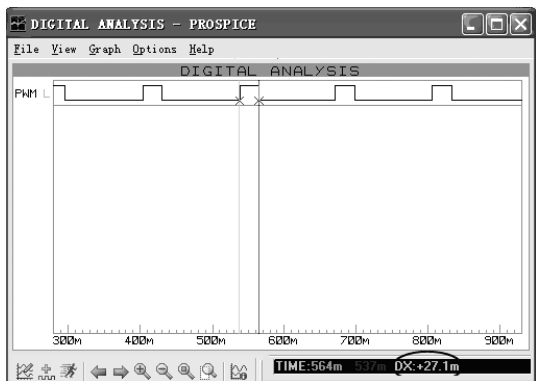 DIGITAL ANALYSIS - PROSPICE
File View Graph Options Help
DIGITAL ANALYSIS
PWM L
300m 400m 500m 600m 700m 800m 900m
TIME:564m 537m DX:+27.1m